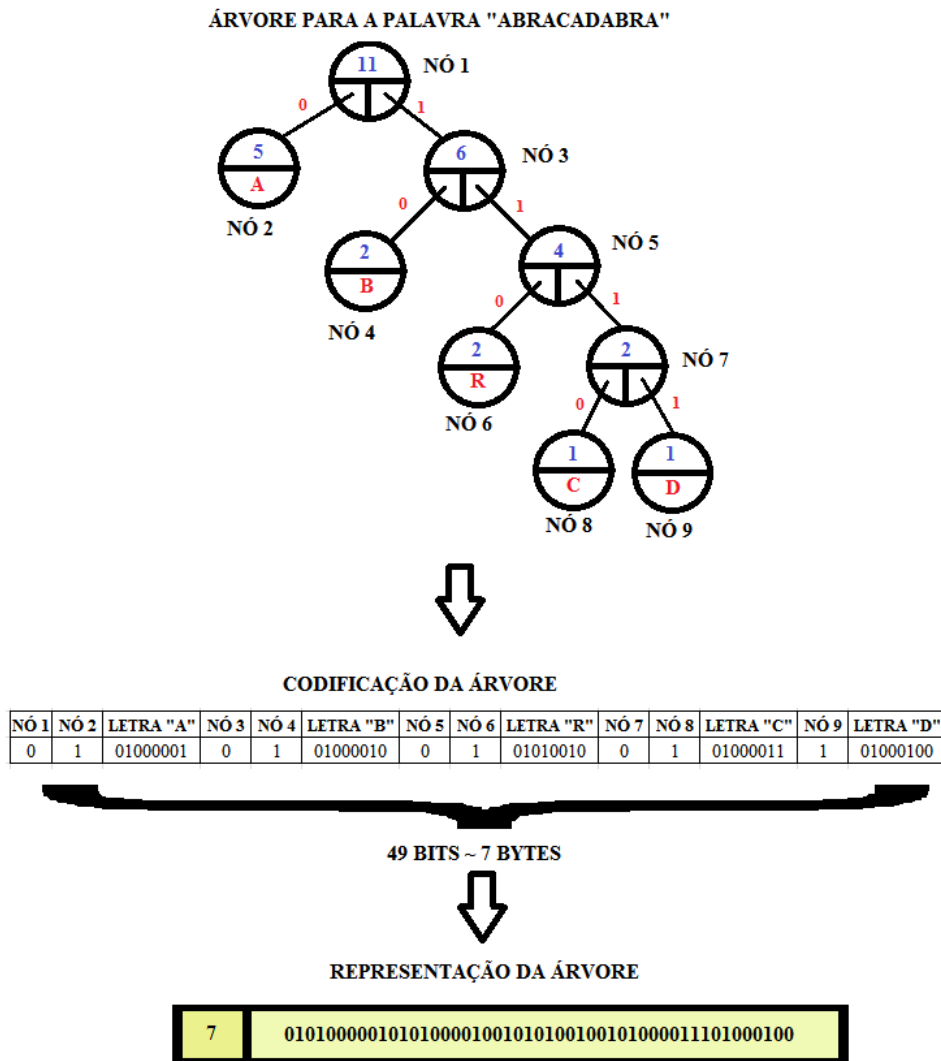 ÁRVORE PARA A PALAVRA "ABRACADABRA"
11 NÓ 1
0 1
5 6 NÓ 3
A
NÓ 2 0 1
2 4 NÓ 5
B
NÓ 4 0 1
2 2 NÓ 7
R
NÓ 6 0 1
1 1
C D
NÓ 8 NÓ 9
CODIFICAÇÃO DA ÁRVORE
NÓ 1 NÓ 2 LETRA "A" NÓ 3 NÓ 4 LETRA "B" NÓ 5 NÓ 6 LETRA "R" NÓ 7 NÓ 8 LETRA "C" NÓ 9 LETRA "D"
0 1 01000001 0 1 01000010 0 1 01010010 0 1 01000011 1 01000100
49 BITS ~ 7 BYTES
REPRESENTAÇÃO DA ÁRVORE
7 0101000001010100001001010100100101000011101000100